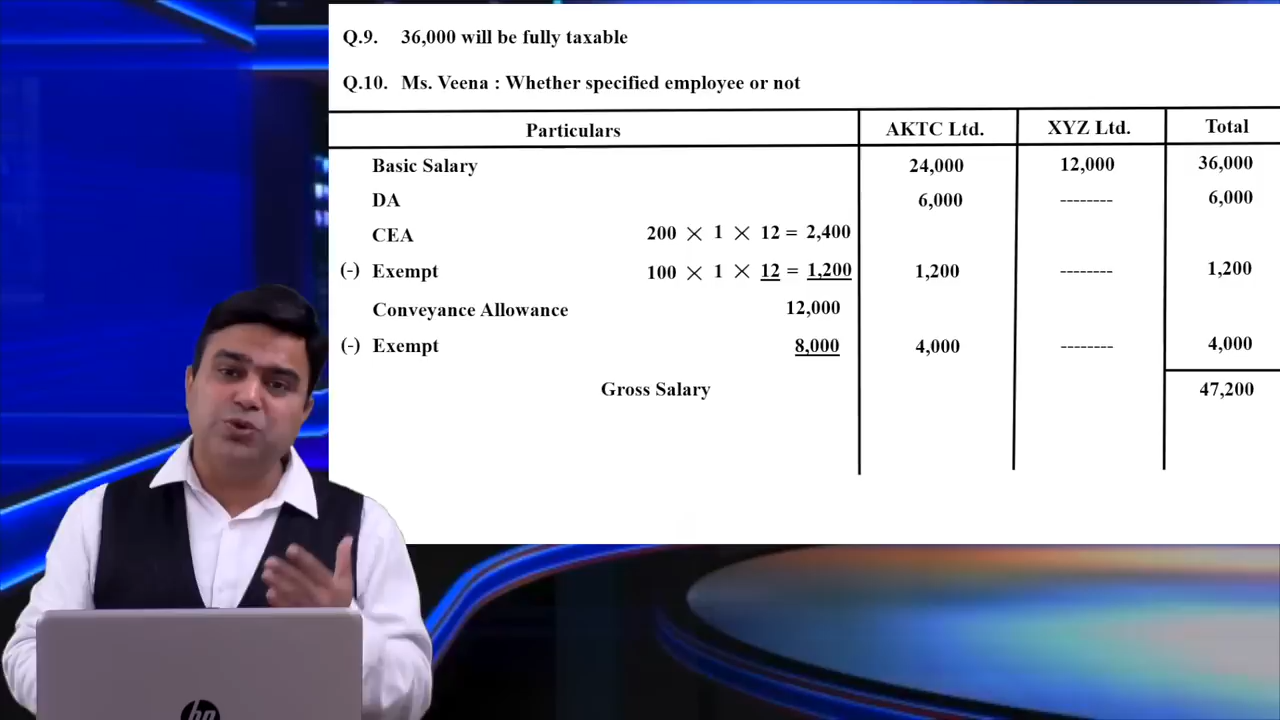 Q.9. 36,000 will be fully taxable
Q.10. Ms. Veena : Whether specified employee or not
Particulars AKTC Ltd. XYZ Ltd. Total
Basic Salary 24,000 12,000 36,000
DA 6,000 -------- 6,000
CEA 200 × 1 × 12 = 2,400
(-) Exempt 100 × 1 × 12 = 1,200 1,200 -------- 1,200
Conveyance Allowance 12,000
(-) Exempt 8,000 4,000 -------- 4,000
Gross Salary 47,200
hp